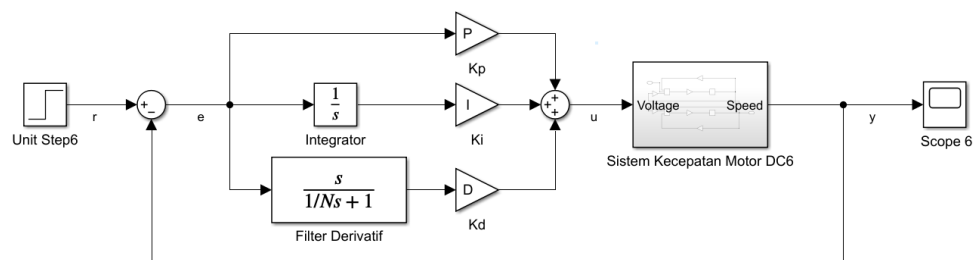 P
Kp
+
−
1
s
I
+
+
+
Voltage
Speed
r
e
u
y
Unit Step6
Integrator
Ki
Sistem Kecepatan Motor DC6
Scope 6
s
1/Ns + 1
D
Filter Derivatif
Kd